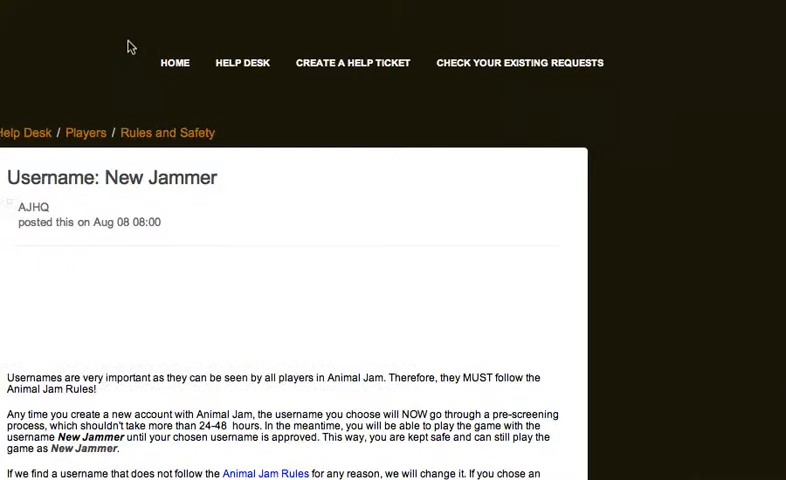 HOME HELP DESK CREATE A HELP TICKET CHECK YOUR EXISTING REQUESTS
Help Desk / Players / Rules and Safety
Username: New Jammer
AJHQ
posted this on Aug 08 08:00
Usernames are very important as they can be seen by all players in Animal Jam. Therefore, they MUST follow the
Animal Jam Rules!
Any time you create a new account with Animal Jam, the username you choose will NOW go through a pre-screening
process, which shouldn't take more than 24-48 hours. In the meantime, you will be able to play the game with the
username New Jammer until your chosen username is approved. This way, you are kept safe and can still play the
game as New Jammer.
If we find a username that does not follow the Animal Jam Rules for any reason, we will change it. If you chose an